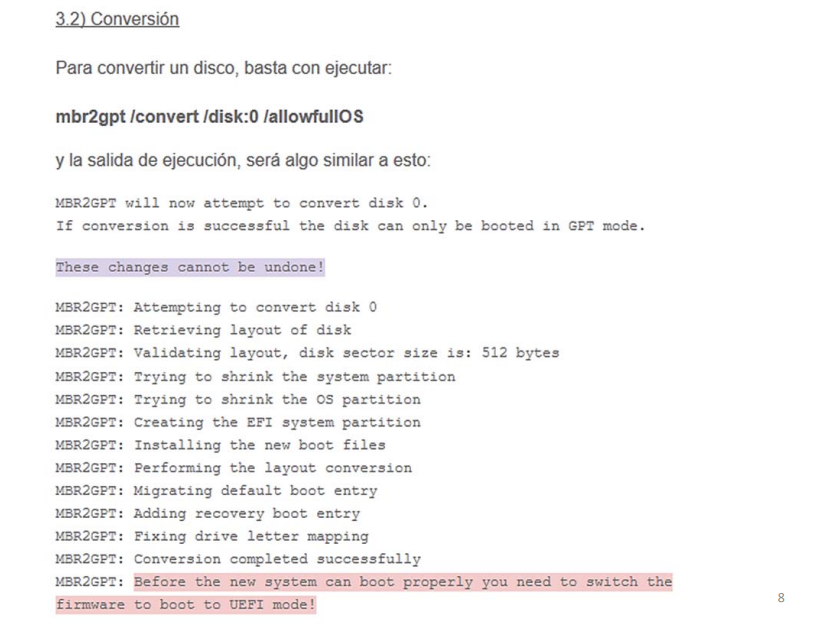 3.2) Conversión
Para convertir un disco, basta con ejecutar:
mbr2gpt /convert /disk:0 /allowfullOS
y la salida de ejecución, será algo similar a esto:
MBR2GPT will now attempt to convert disk 0.
If conversion is successful the disk can only be booted in GPT mode.
These changes cannot be undone!
MBR2GPT: Attempting to convert disk 0
MBR2GPT: Retrieving layout of disk
MBR2GPT: Validating layout, disk sector size is: 512 bytes
MBR2GPT: Trying to shrink the system partition
MBR2GPT: Trying to shrink the OS partition
MBR2GPT: Creating the EFI system partition
MBR2GPT: Installing the new boot files
MBR2GPT: Performing the layout conversion
MBR2GPT: Migrating default boot entry
MBR2GPT: Adding recovery boot entry
MBR2GPT: Fixing drive letter mapping
MBR2GPT: Conversion completed successfully
MBR2GPT: Before the new system can boot properly you need to switch the
firmware to boot to UEFI mode!
8